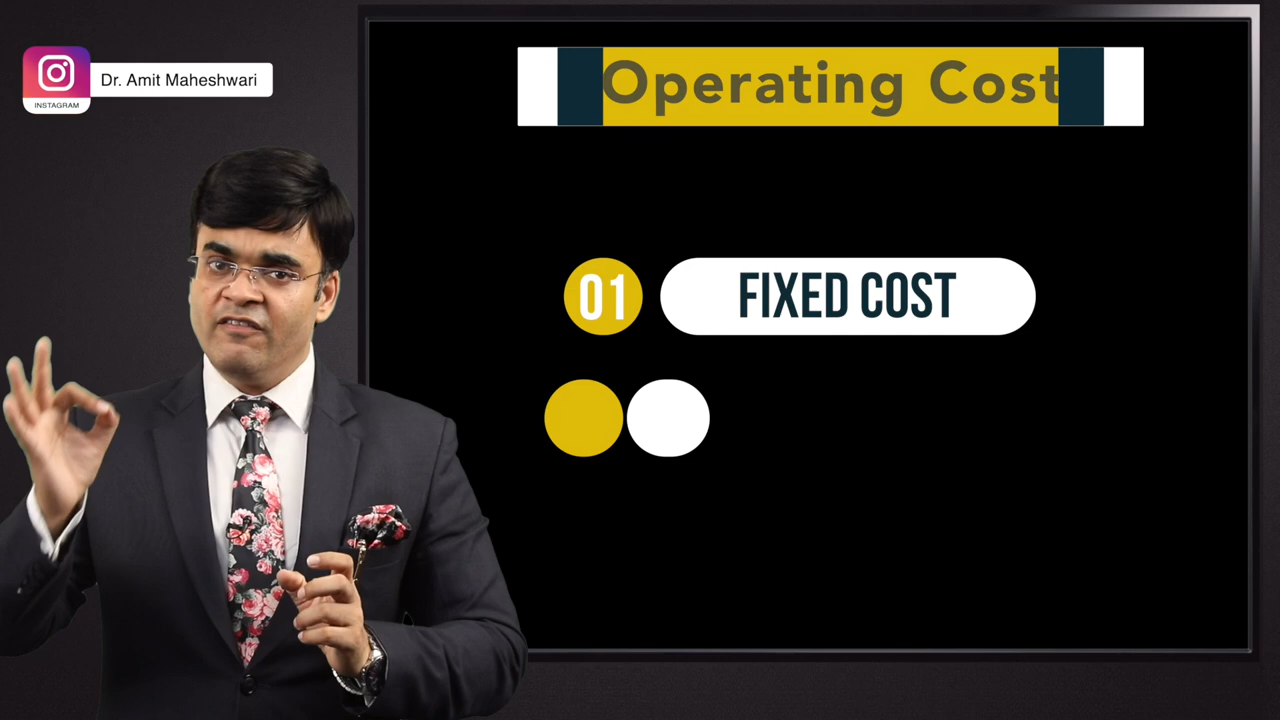 Dr. Amit Maheshwari
INSTAGRAM
Operating Cost
01 FIXED COST